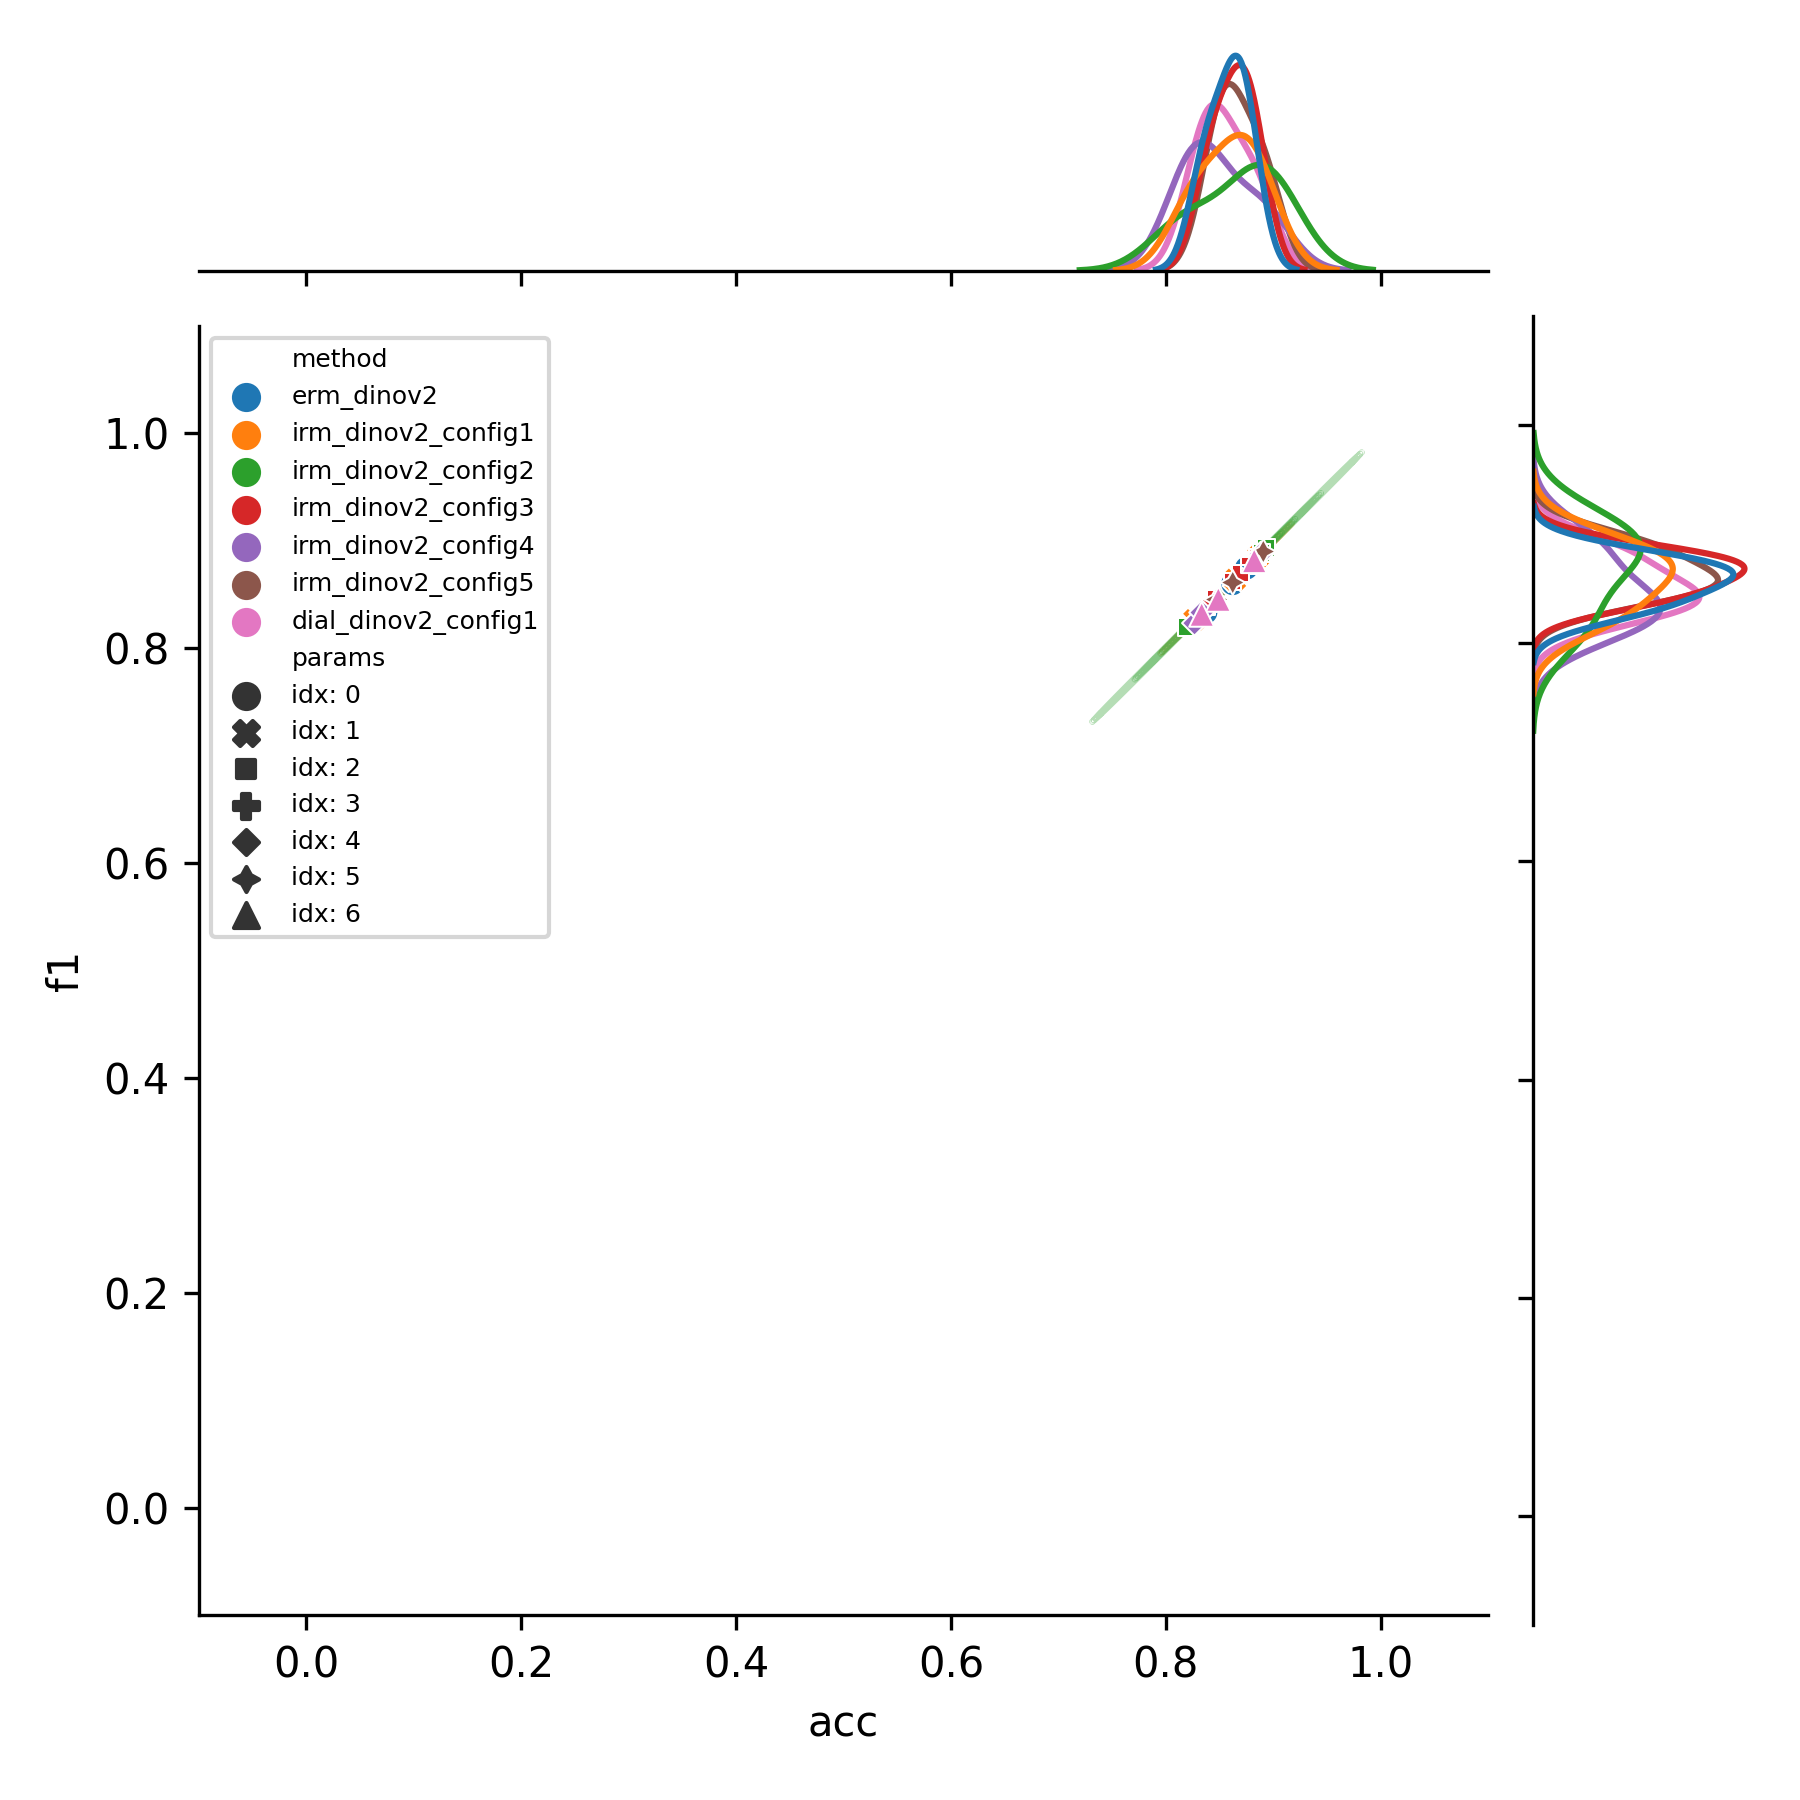 method
erm_dinov2
irm_dinov2_config1
irm_dinov2_config2
irm_dinov2_config3
irm_dinov2_config4
irm_dinov2_config5
dial_dinov2_config1
params
idx: 0
idx: 1
idx: 2
idx: 3
idx: 4
idx: 5
idx: 6
1.0
0.8
0.6
0.4
0.2
0.0
f1
0.0 0.2 0.4 0.6 0.8 1.0
acc